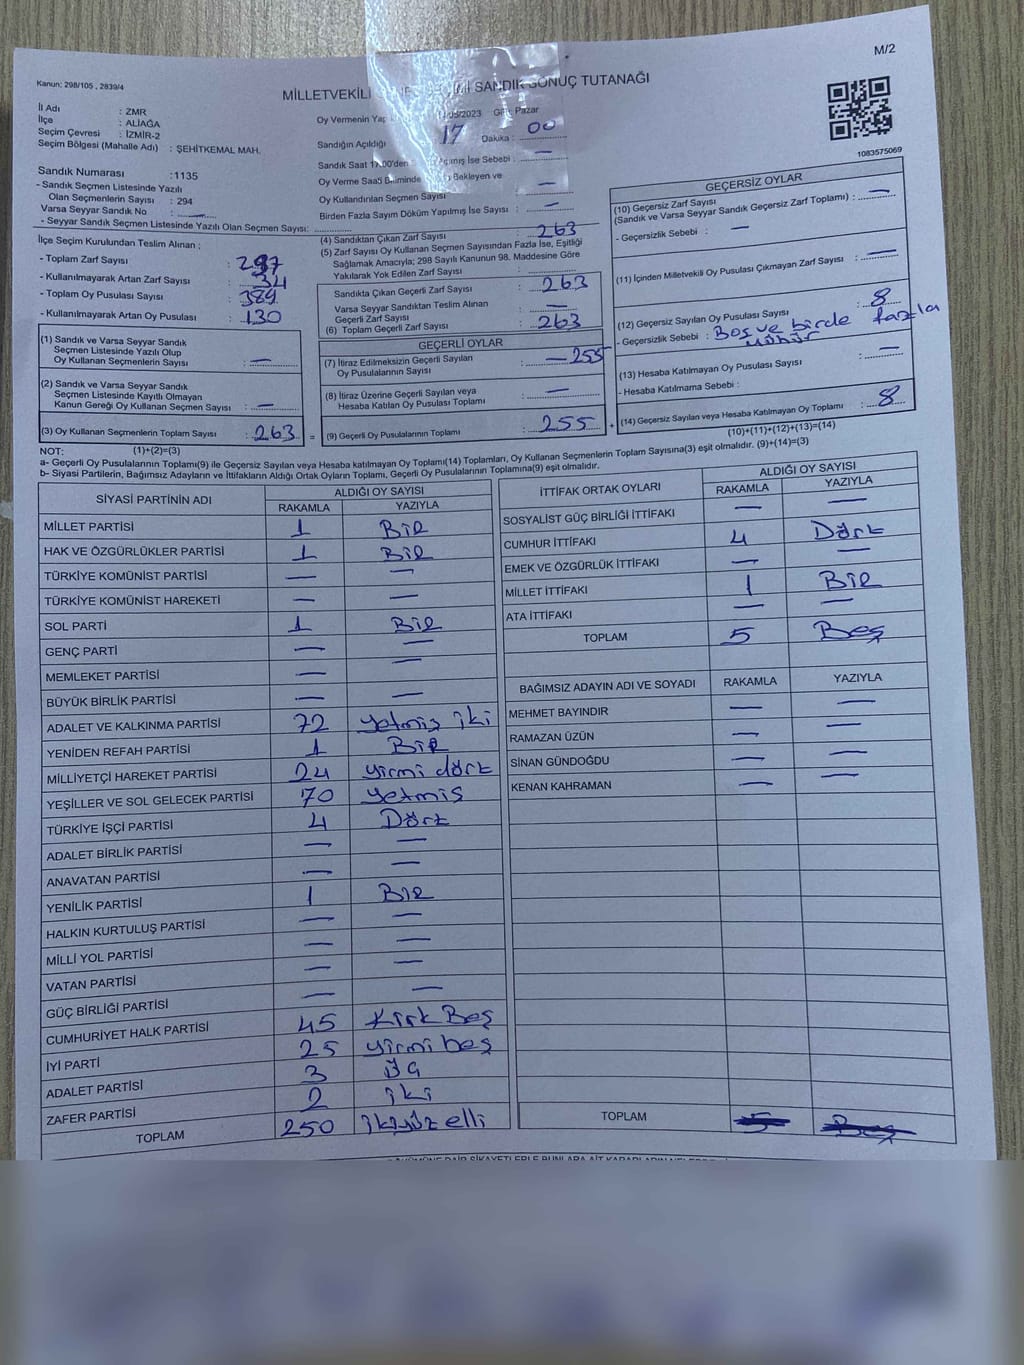 M/2
Kanun: 298/105 , 2839/4
MİLLETVEKİLİ SANDIK SONUÇ TUTANAĞI
1083575069
İl Adı : ZMR
İlçe : ALİAĞA
Seçim Çevresi : İZMİR-2
Seçim Bölgesi (Mahalle Adı) : ŞEHİTKEMAL MAH.
Sandık Numarası :1135
- Sandık Seçmen Listesinde Yazılı
Olan Seçmenlerin Sayısı : 294
Varsa Seyyar Sandık No : —
- Seyyar Sandık Seçmen Listesinde Yazılı Olan Seçmen Sayısı:
Oy Vermenin 2023 Pazar
Sandığın Açıldığı 17 Dakika : 00
Sandık Saat 17.00'den İse Sebebi : —
Oy Verme Bekleyen ve
Oy Kullandırılan Seçmen Sayısı : —
Birden Fazla Sayım Döküm Yapılmış İse Sayısı : —
İlçe Seçim Kurulundan Teslim Alınan ;
- Toplam Zarf Sayısı : 297
- Kullanılmayarak Artan Zarf Sayısı : 34
- Toplam Oy Pusulası Sayısı : 389
- Kullanılmayarak Artan Oy Pusulası : 130
(1) Sandık ve Varsa Seyyar Sandık
Seçmen Listesinde Yazılı Olup
Oy Kullanan Seçmenlerin Sayısı : —
(2) Sandık ve Varsa Seyyar Sandık
Seçmen Listesinde Kayıtlı Olmayan
Kanun Gereği Oy Kullanan Seçmen Sayısı : —
(3) Oy Kullanan Seçmenlerin Toplam Sayısı : 263
(4) Sandıktan Çıkan Zarf Sayısı : 263
(5) Zarf Sayısı Oy Kullanan Seçmen Sayısından Fazla İse, Eşitliği
Sağlamak Amacıyla; 298 Sayılı Kanunun 98. Maddesine Göre
Yakılarak Yok Edilen Zarf Sayısı :
Sandıkta Çıkan Geçerli Zarf Sayısı : 263
Varsa Seyyar Sandıktan Teslim Alınan
Geçerli Zarf Sayısı : —
(6) Toplam Geçerli Zarf Sayısı : 263
GEÇERLİ OYLAR
(7) İtiraz Edilmeksizin Geçerli Sayılan
Oy Pusulalarının Sayısı : 255
(8) İtiraz Üzerine Geçerli Sayılan veya
Hesaba Katılan Oy Pusulası Toplamı : —
= (9) Geçerli Oy Pusulalarının Toplamı : 255 +
GEÇERSİZ OYLAR
(10) Geçersiz Zarf Sayısı
(Sandık ve Varsa Seyyar Sandık Geçersiz Zarf Toplamı) : —
- Geçersizlik Sebebi : —
(11) İçinden Milletvekili Oy Pusulası Çıkmayan Zarf Sayısı : —
(12) Geçersiz Sayılan Oy Pusulası Sayısı : 8
- Geçersizlik Sebebi : Boş ve birde fazla
mühür
(13) Hesaba Katılmayan Oy Pusulası Sayısı : —
- Hesaba Katılmama Sebebi :
(14) Geçersiz Sayılan veya Hesaba Katılmayan Oy Toplamı : 8
(10)+(11)+(12)+(13)=(14)
NOT: (1)+(2)=(3)
a- Geçerli Oy Pusulalarının Toplamı(9) ile Geçersiz Sayılan veya Hesaba katılmayan Oy Toplamı(14) Toplamları, Oy Kullanan Seçmenlerin Toplam Sayısına(3) eşit olmalıdır. (9)+(14)=(3)
b- Siyasi Partilerin, Bağımsız Adayların ve İttifakların Aldığı Ortak Oyların Toplamı, Geçerli Oy Pusulalarının Toplamına(9) eşit olmalıdır.
SİYASİ PARTİNİN ADI ALDIĞI OY SAYISI
RAKAMLA YAZIYLA
MİLLET PARTİSİ 1 Bir
HAK VE ÖZGÜRLÜKLER PARTİSİ 1 Bir
TÜRKİYE KOMÜNİST PARTİSİ — —
TÜRKİYE KOMÜNİST HAREKETİ — —
SOL PARTİ 1 Bir
GENÇ PARTİ — —
MEMLEKET PARTİSİ — —
BÜYÜK BİRLİK PARTİSİ — —
ADALET VE KALKINMA PARTİSİ 72 Yetmiş iki
YENİDEN REFAH PARTİSİ 1 Bir
MİLLİYETÇİ HAREKET PARTİSİ 24 yirmi dört
YEŞİLLER VE SOL GELECEK PARTİSİ 70 Yetmiş
TÜRKİYE İŞÇİ PARTİSİ 4 Dört
ADALET BİRLİK PARTİSİ — —
ANAVATAN PARTİSİ — —
YENİLİK PARTİSİ 1 Bir
HALKIN KURTULUŞ PARTİSİ — —
MİLLİ YOL PARTİSİ — —
VATAN PARTİSİ — —
GÜÇ BİRLİĞİ PARTİSİ — —
CUMHURİYET HALK PARTİSİ 45 Kırk Beş
İYİ PARTİ 25 yirmi beş
ADALET PARTİSİ 3 Üç
ZAFER PARTİSİ 2 iki
TOPLAM 250 ikiyüz elli
İTTİFAK ORTAK OYLARI ALDIĞI OY SAYISI
RAKAMLA YAZIYLA
SOSYALİST GÜÇ BİRLİĞİ İTTİFAKI — —
CUMHUR İTTİFAKI 4 Dört
EMEK VE ÖZGÜRLÜK İTTİFAKI — —
MİLLET İTTİFAKI 1 Bir
ATA İTTİFAKI — —
TOPLAM 5 Beş
BAĞIMSIZ ADAYIN ADI VE SOYADI RAKAMLA YAZIYLA
MEHMET BAYINDIR — —
RAMAZAN ÜZÜN — —
SİNAN GÜNDOĞDU — —
KENAN KAHRAMAN — —
TOPLAM 5 Beş